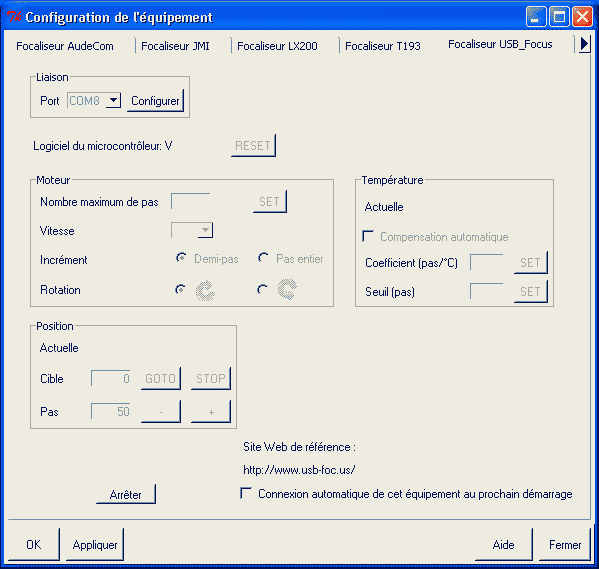 Configuration de l'équipement
Focaliseur AudeCom Focaliseur JMI Focaliseur LX200 Focaliseur T193 Focaliseur USB_Focus
Liaison
Port COM8 Configurer
Logiciel du microcontrôleur: V RESET
Moteur
Nombre maximum de pas SET
Vitesse
Incrément Demi-pas Pas entier
Rotation
Température
Actuelle
Compensation automatique
Coefficient (pas/°C) SET
Seuil (pas) SET
Position
Actuelle
Cible 0 GOTO STOP
Pas 50 - +
Site Web de référence :
http://www.usb-foc.us/
Arrêter Connexion automatique de cet équipement au prochain démarrage
OK Appliquer Aide Fermer